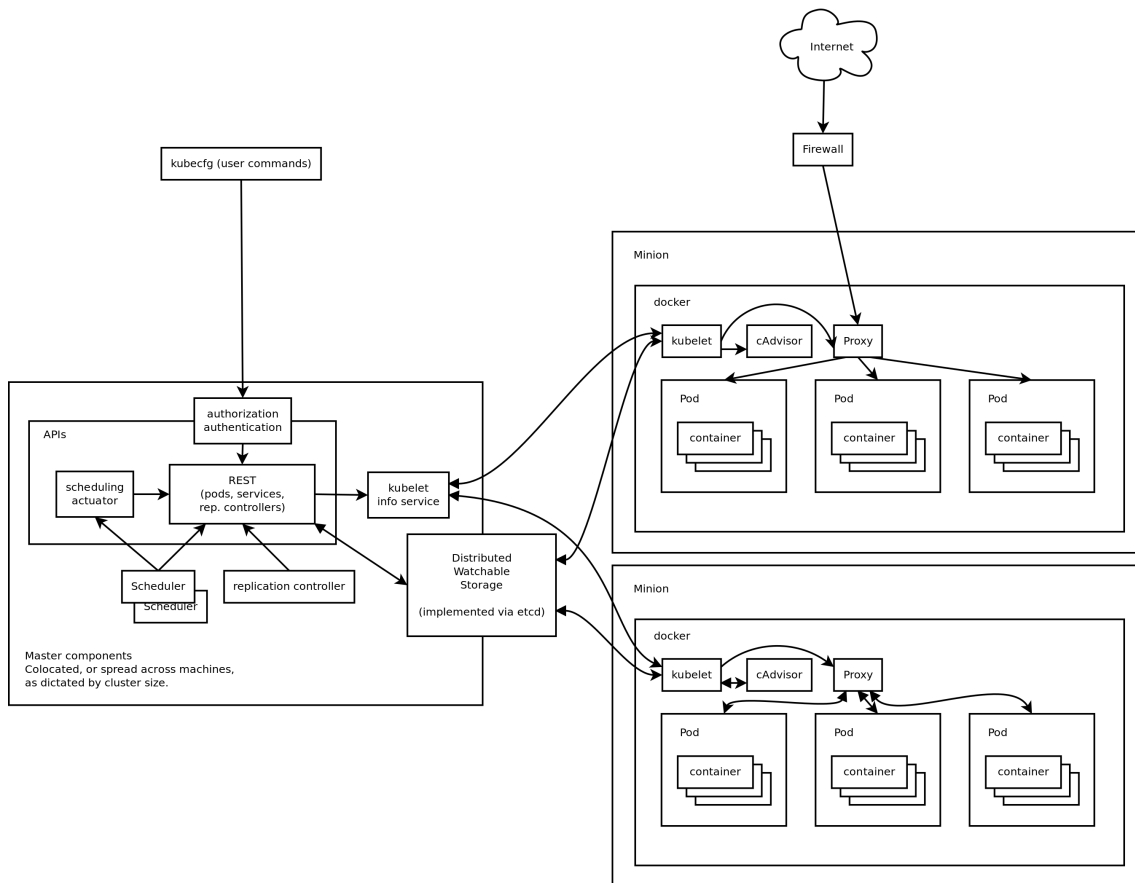 Internet
kubecfg (user commands)
Firewall
Minion
docker
kubelet
cAdvisor
Proxy
Pod
container
Pod
container
Pod
container
authorization
authentication
APIs
scheduling
actuator
REST
(pods, services,
rep. controllers)
kubelet
info service
Scheduler
Scheduler
replication controller
Distributed
Watchable
Storage
(implemented via etcd)
Master components
Colocated, or spread across machines,
as dictated by cluster size.
Minion
docker
kubelet
cAdvisor
Proxy
Pod
container
Pod
container
Pod
container